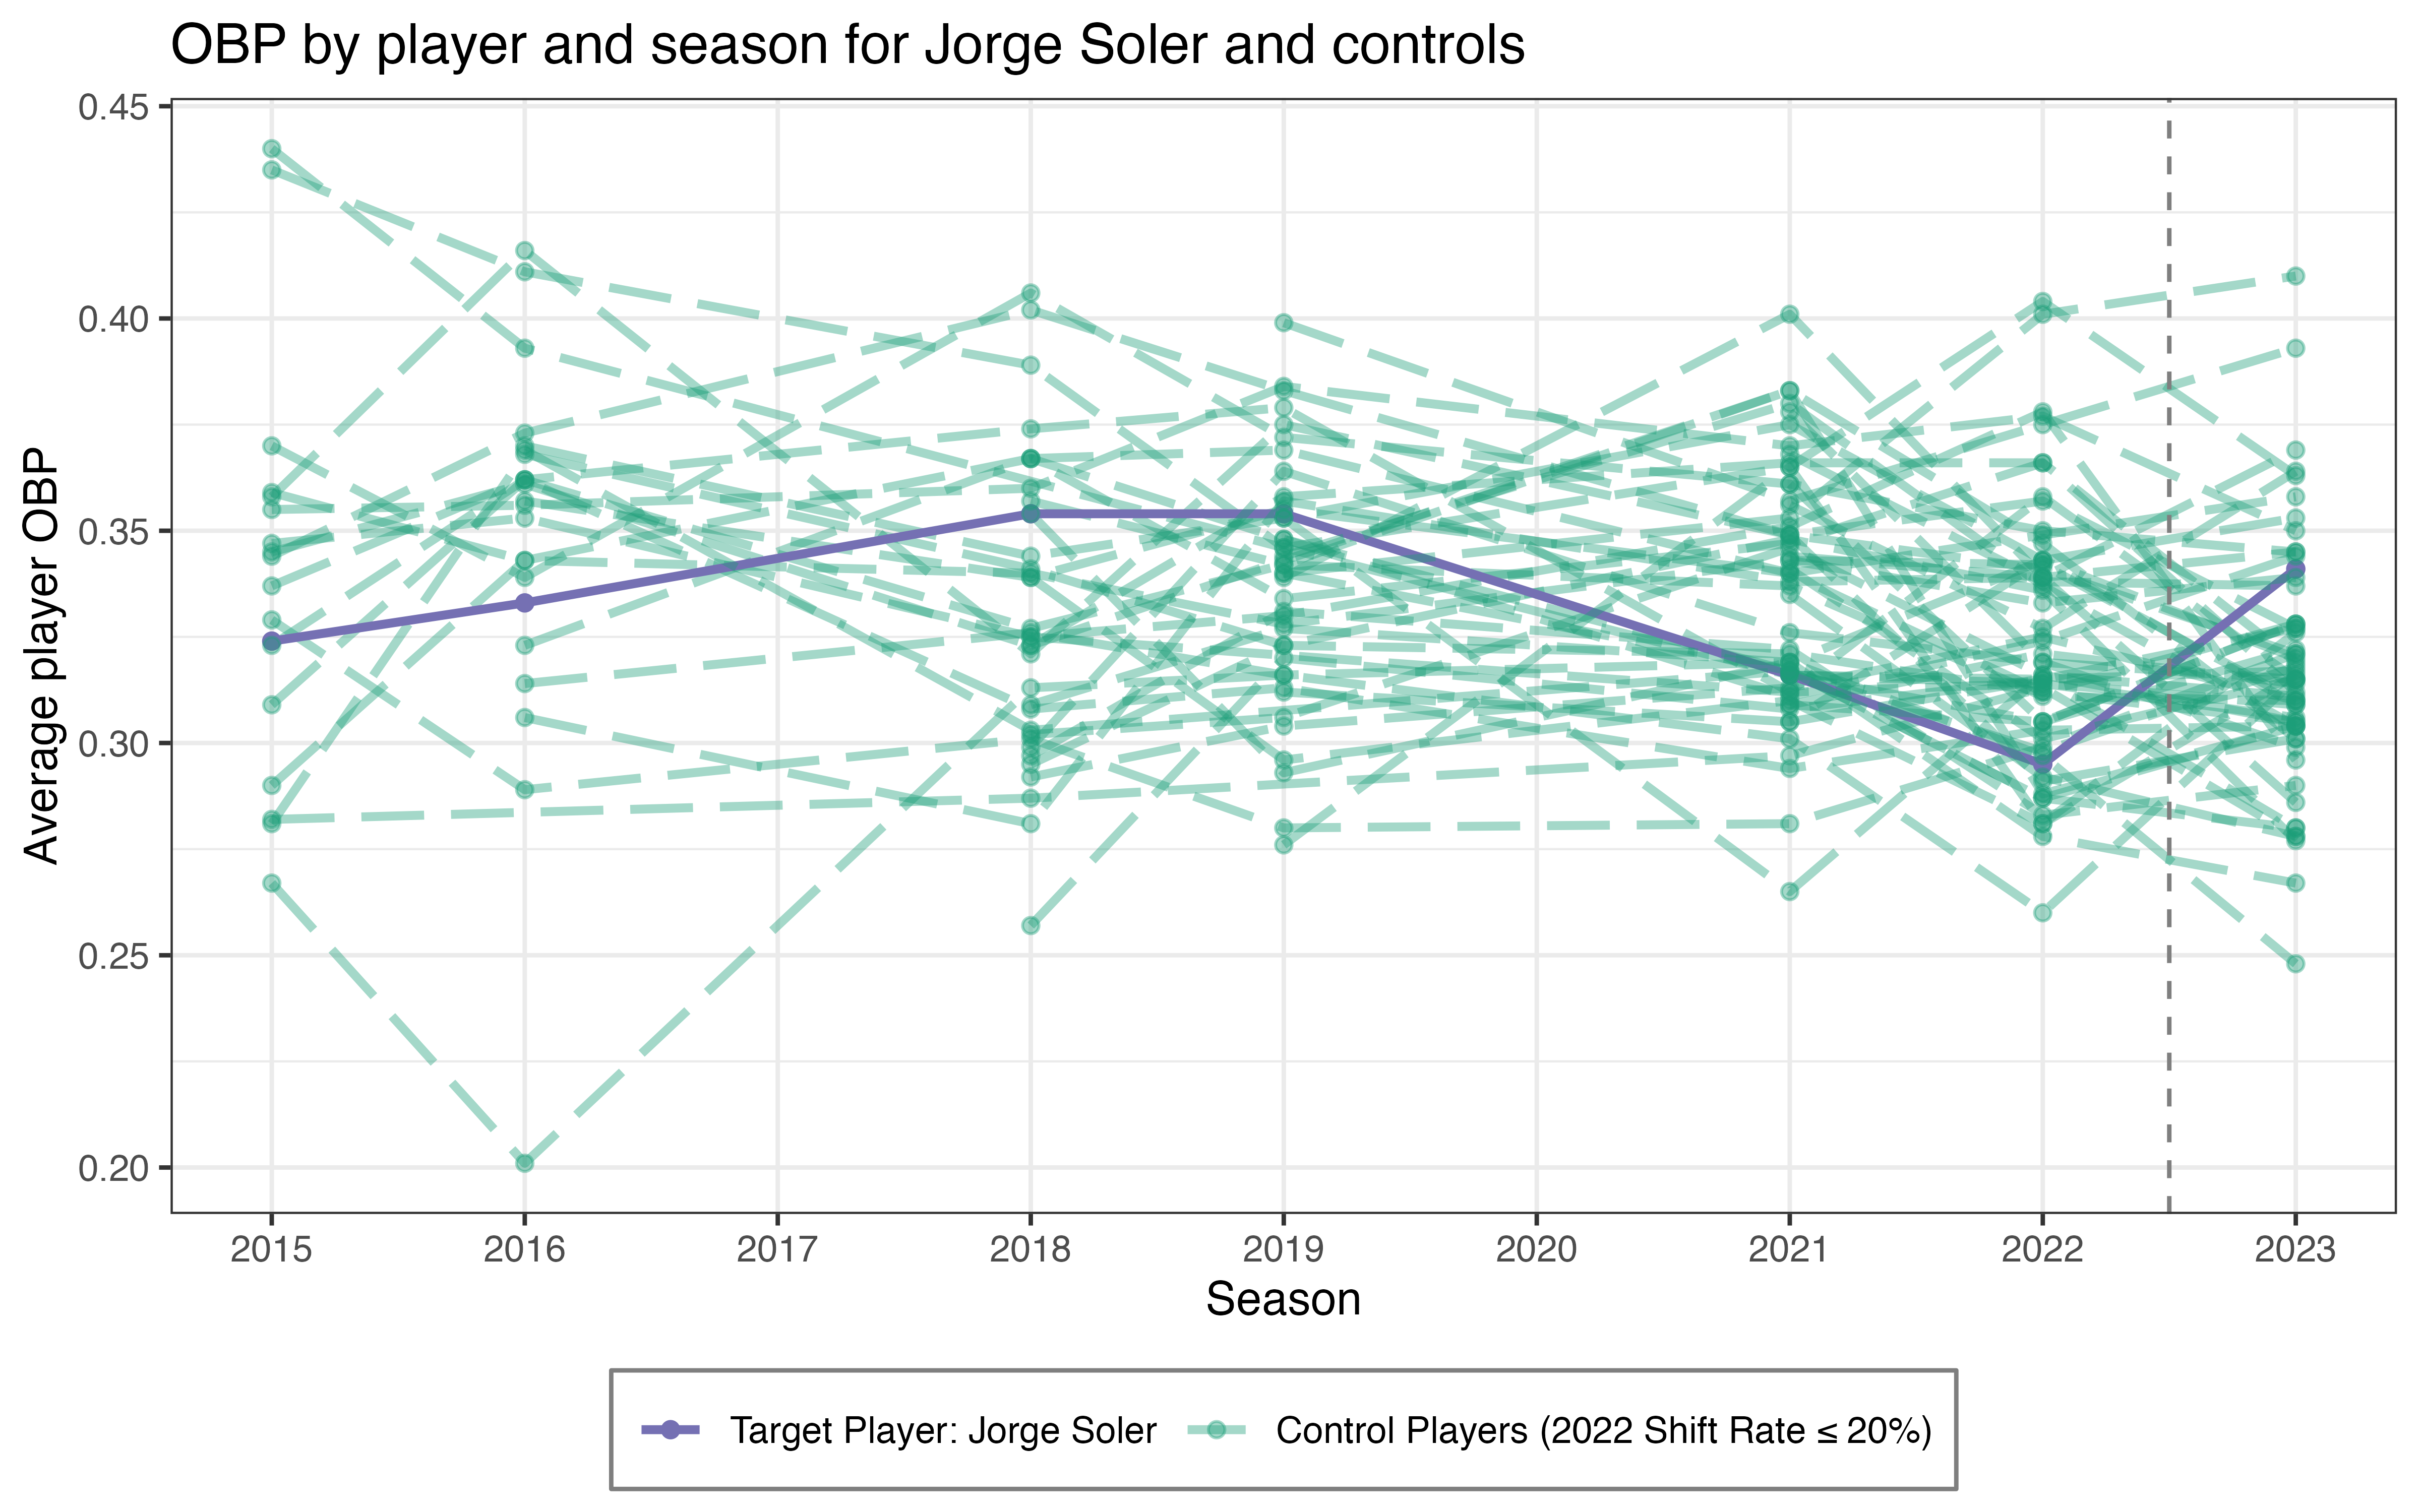 OBP by player and season for Jorge Soler and controls
Average player OBP
0.45
0.40
0.35
0.30
0.25
0.20
2015 2016 2017 2018 2019 2020 2021 2022 2023
Season
Target Player: Jorge Soler Control Players (2022 Shift Rate ≤ 20%)